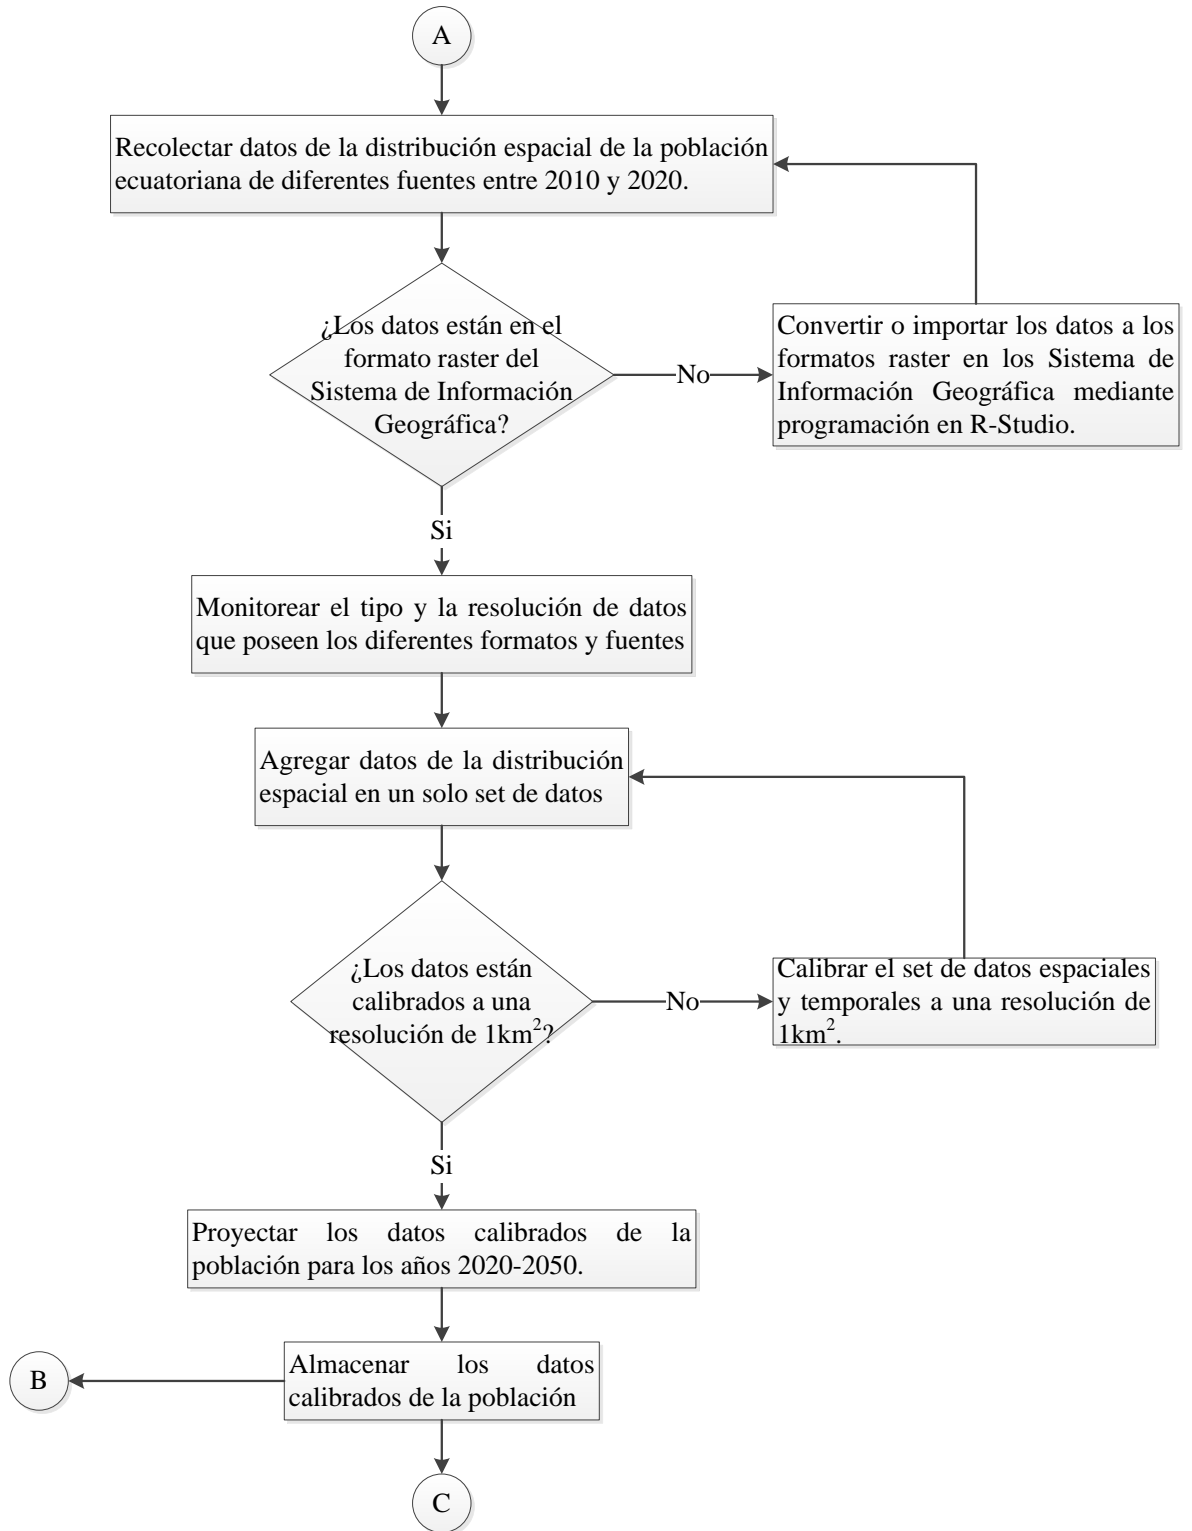 A
Recolectar datos de la distribución espacial de la población
ecuatoriana de diferentes fuentes entre 2010 y 2020.
¿Los datos están en el
formato raster del
Sistema de Información
Geográfica?
No
Convertir o importar los datos a los
formatos raster en los Sistema de
Información Geográfica mediante
programación en R-Studio.
Si
Monitorear el tipo y la resolución de datos
que poseen los diferentes formatos y fuentes
Agregar datos de la distribución
espacial en un solo set de datos
¿Los datos están
calibrados a una
resolución de 1km²?
No
Calibrar el set de datos espaciales
y temporales a una resolución de
1km².
Si
Proyectar los datos calibrados de la
población para los años 2020-2050.
Almacenar los datos
calibrados de la población
B
C